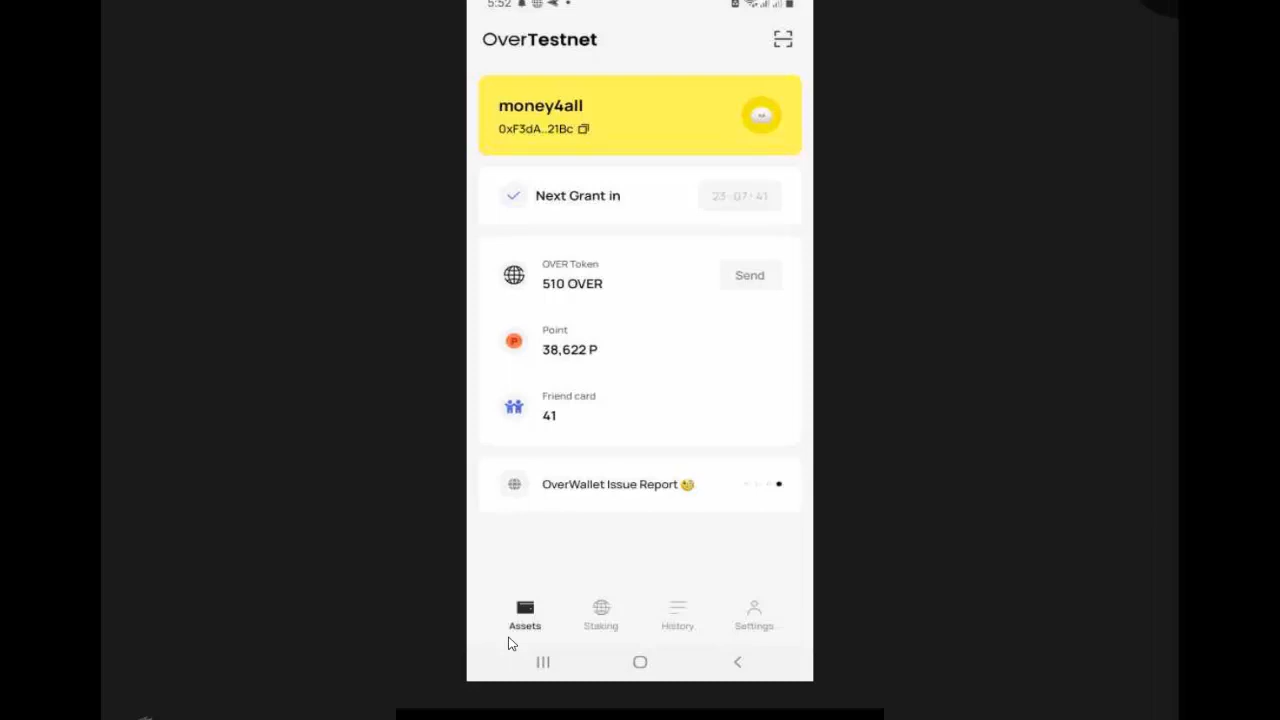 5:52
OverTestnet
money4all
0xF3dA..21Bc
Next Grant in
23 : 07 : 41
OVER Token
510 OVER
Send
Point
P
38,622 P
Friend card
41
OverWallet Issue Report 🧐
Assets
Staking
History
Settings